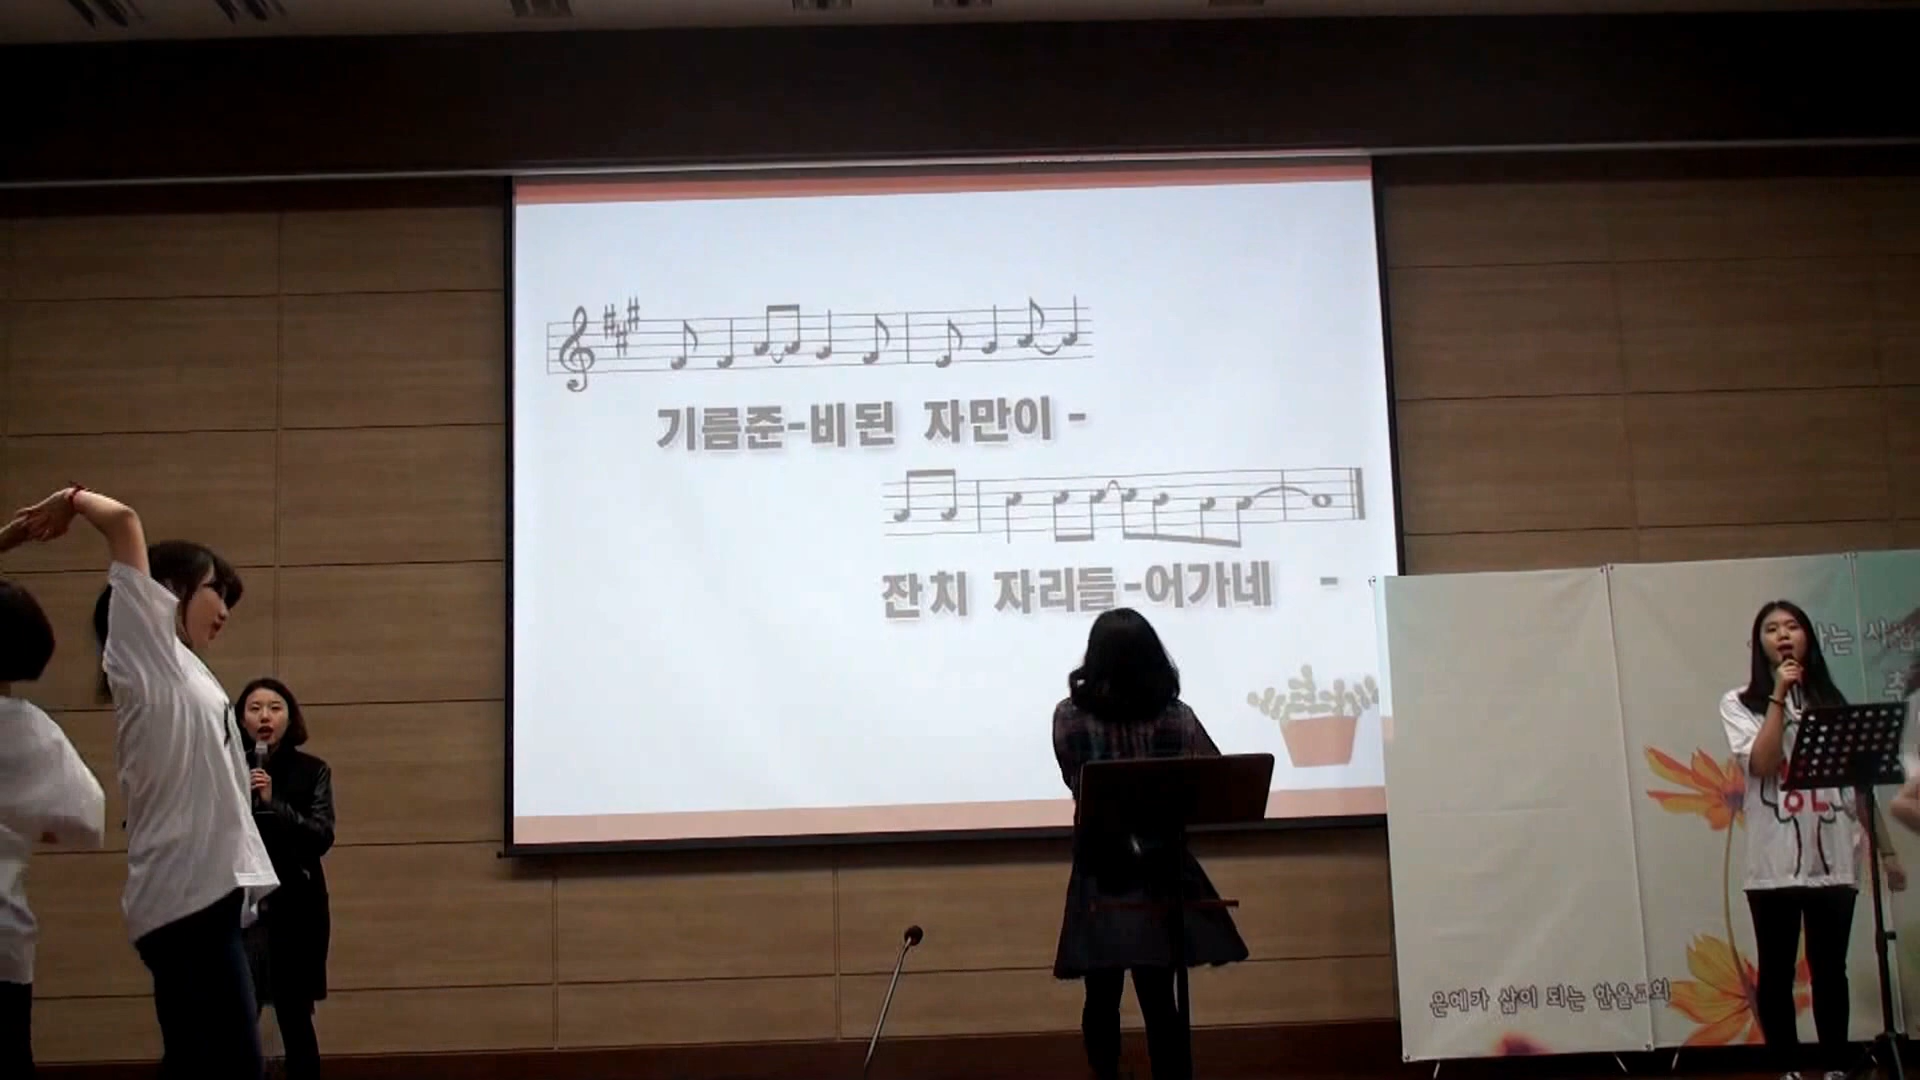 기름준-비된 자만이 -
잔치 자리들-어가네 -
는
은혜가 삶이 되는 한울교회